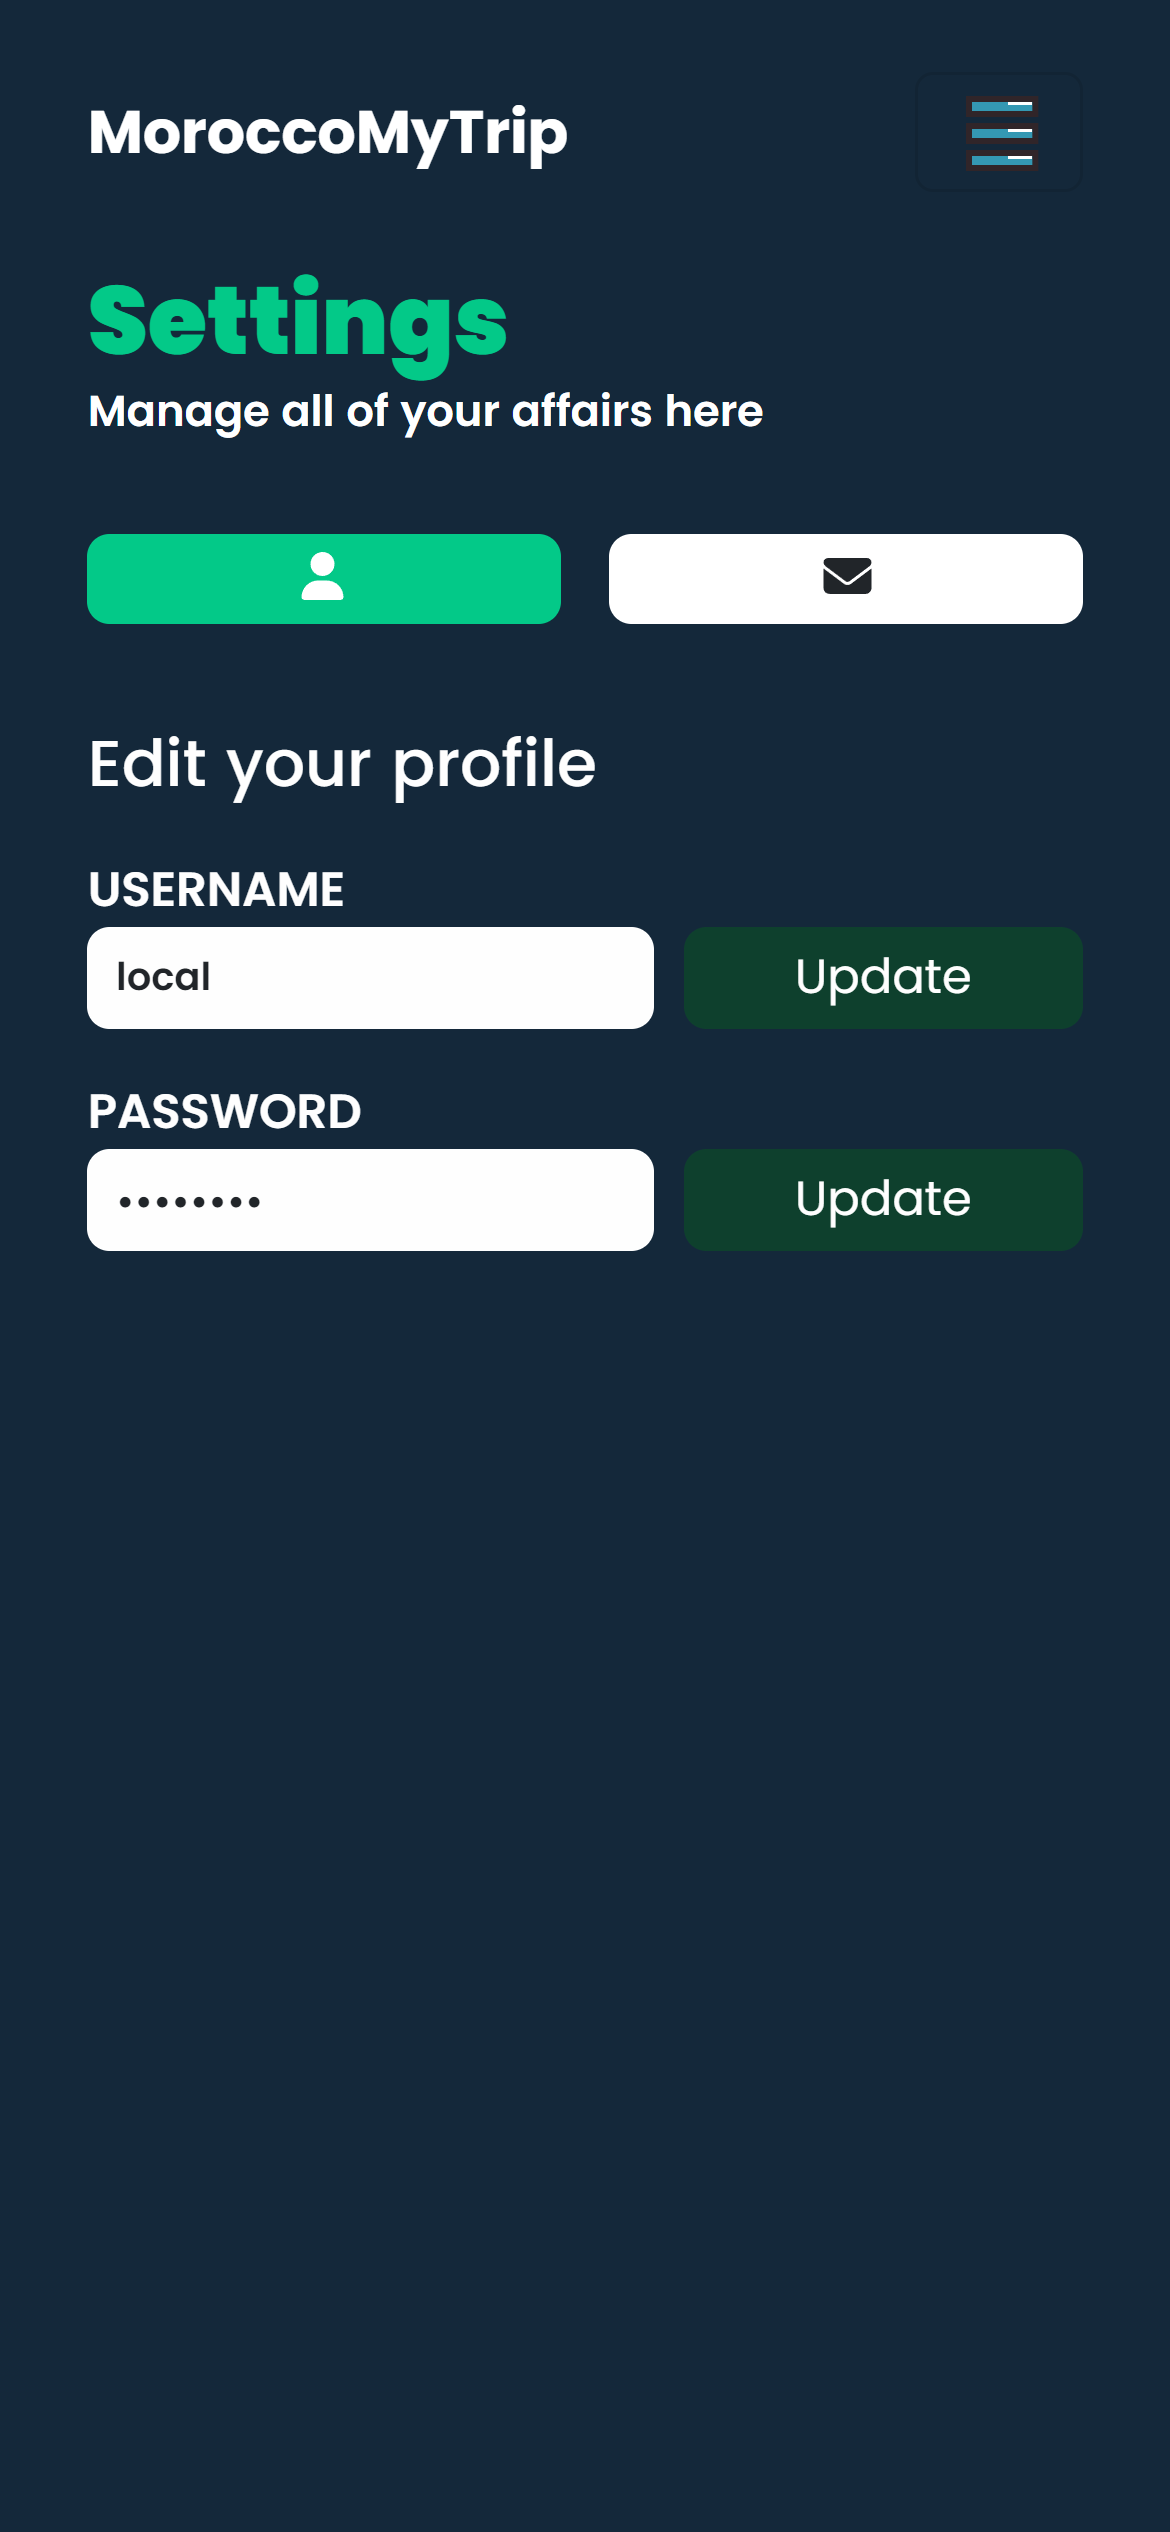 MoroccoMyTrip
Settings
Manage all of your affairs here
Edit your profile
USERNAME
local
Update
PASSWORD
••••••••
Update